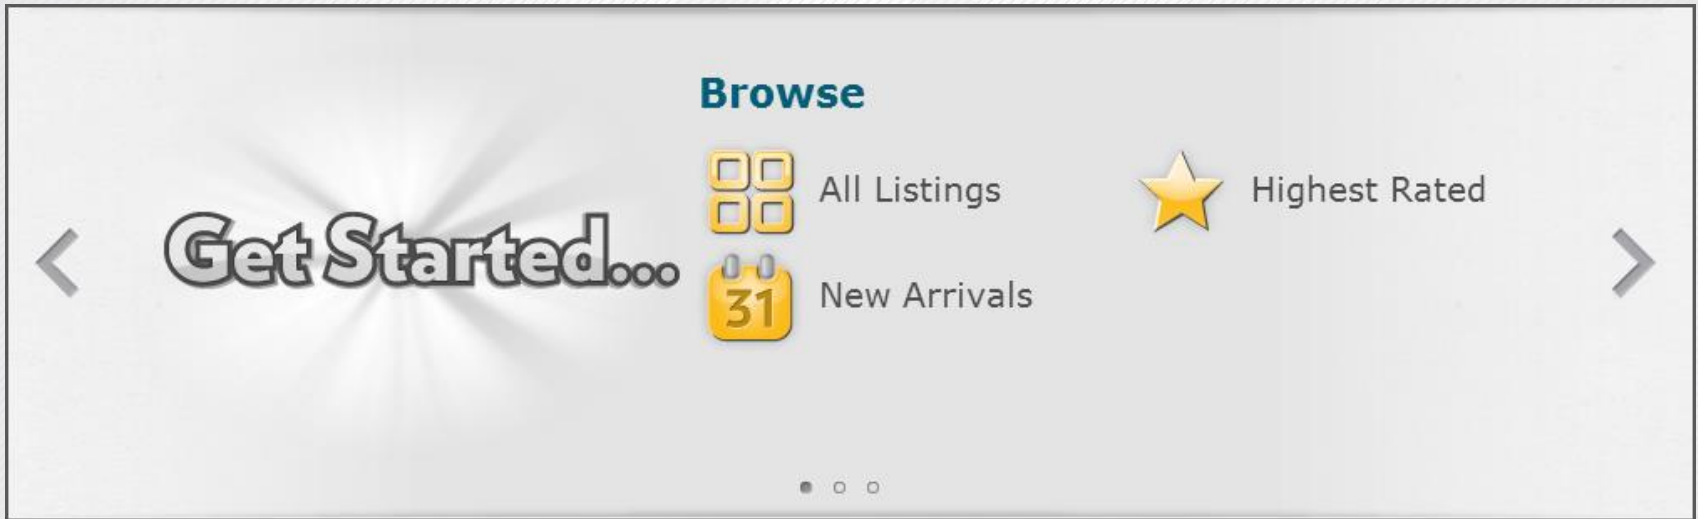 Get Started...
Browse
All Listings
Highest Rated
New Arrivals
31